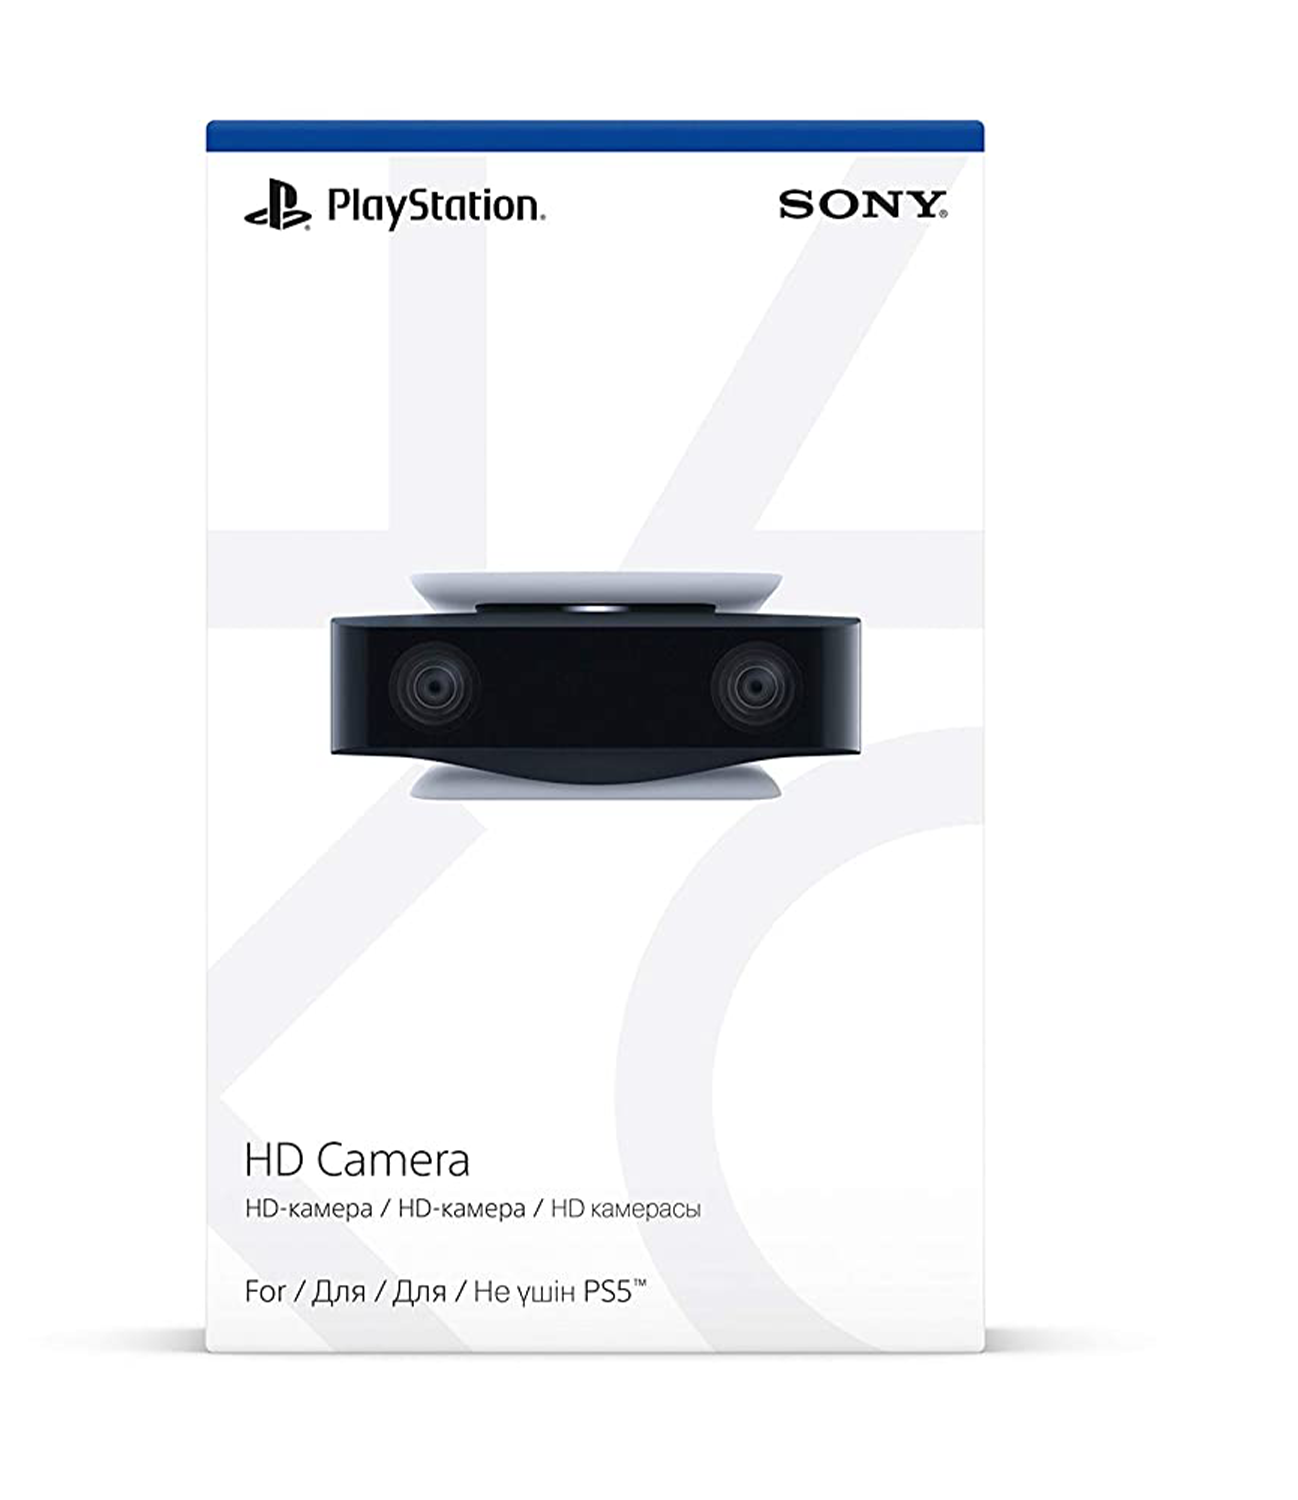 PlayStation®
SONY®
HD Camera
HD-камера / HD-камера / HD камерасы
For / Для / Для / Не үшін PS5™